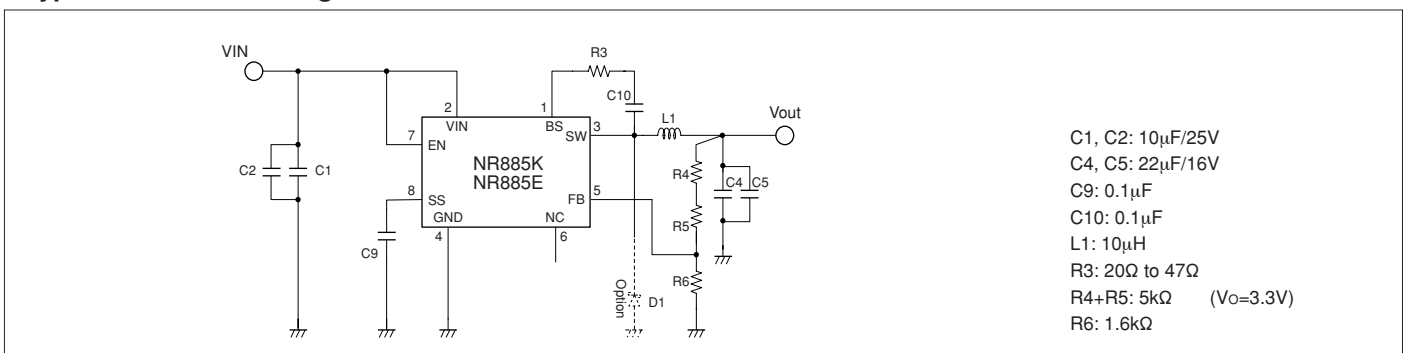 VIN
R3
C10
L1
Vout
2
1
VIN
BS
SW
3
7
EN
NR885K
NR885E
C2
C1
8
SS
FB
5
GND
NC
4
6
C9
R4
R5
R6
C4
C5
Option
D1
C1, C2: 10μF/25V
C4, C5: 22μF/16V
C9: 0.1μF
C10: 0.1μF
L1: 10μH
R3: 20Ω to 47Ω
R4+R5: 5kΩ (Vo=3.3V)
R6: 1.6kΩ